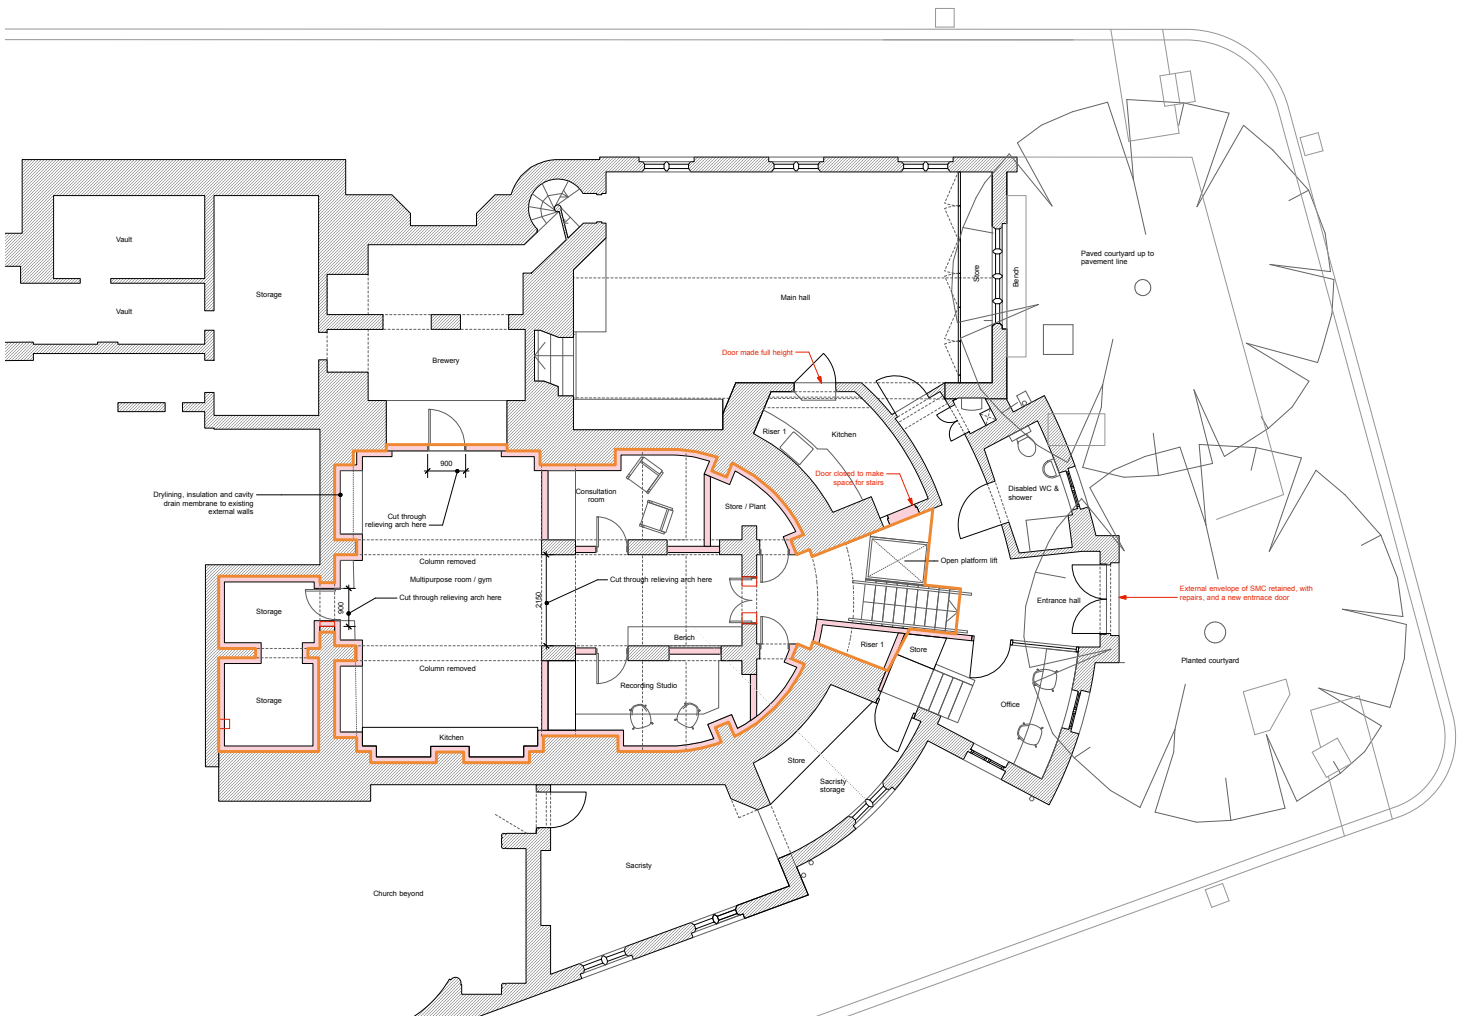 Vault
Storage
Vault
Brewery
Main hall
Store
Bench
Paved courtyard up to
pavement line
Door made full height
Riser 1
Kitchen
Door closed to make
space for stairs
Disabled WC &
shower
900
Consultation
room
Drylining, insulation and cavity
drain membrane to existing
external walls
Store / Plant
Cut through
relieving arch here
Column removed
Multipurpose room / gym
Cut through relieving arch here
2150
Cut through relieving arch here
900
Storage
Open platform lift
Entrance hall
External envelope of SMC retained, with
repairs, and a new entmace door
Bench
Riser 1
Store
Planted courtyard
Column removed
Recording Studio
Storage
Office
Kitchen
Store
Sacristy
storage
Sacristy
Church beyond